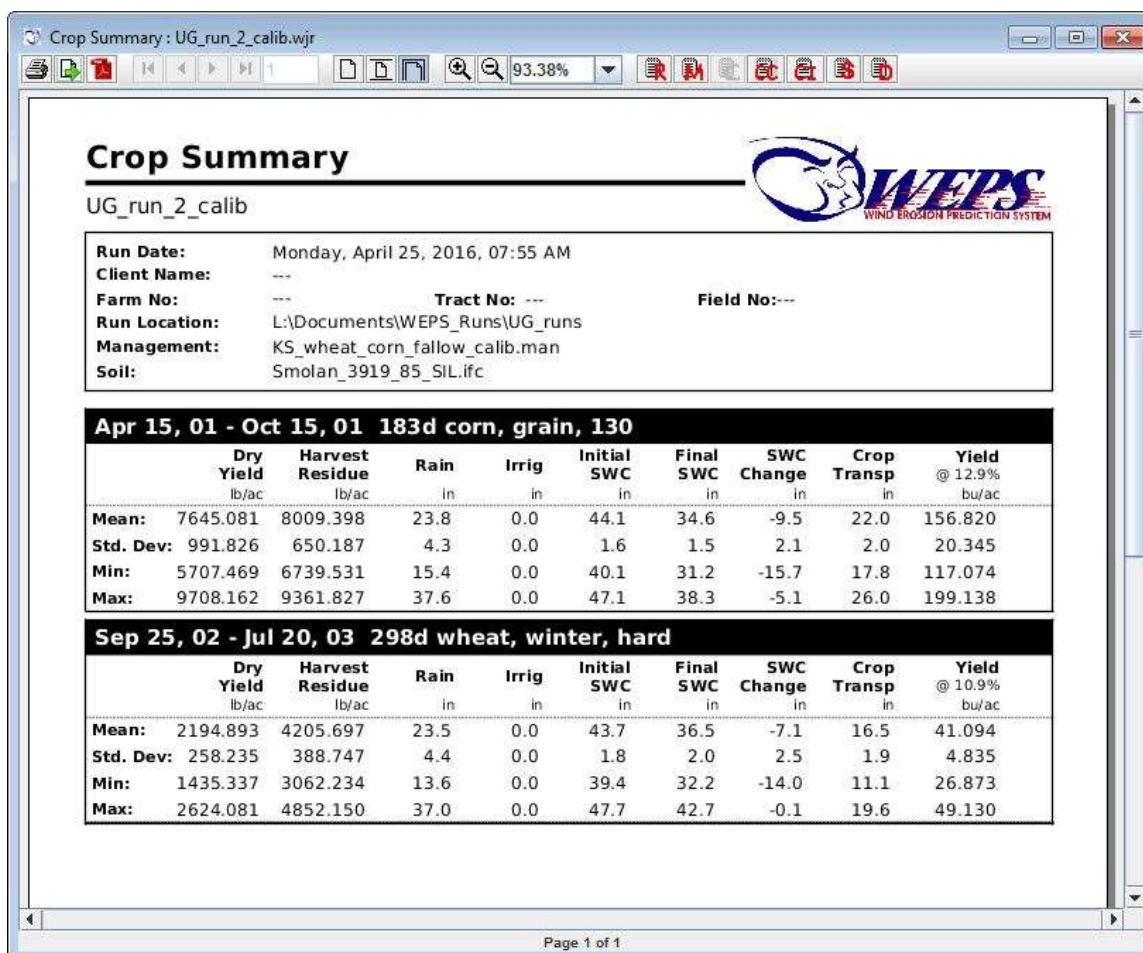 Crop Summary : UG_run_2_calib.wjr
1 93.38% R M C C I S D
Crop Summary
WEPS
WIND EROSION PREDICTION SYSTEM
UG_run_2_calib
Run Date: Monday, April 25, 2016, 07:55 AM
Client Name: ---
Farm No: --- Tract No: --- Field No:---
Run Location: L:\Documents\WEPS_Runs\UG_runs
Management: KS_wheat_corn_fallow_calib.man
Soil: Smolan_3919_85_SIL.ifc
Apr 15, 01 - Oct 15, 01 183d corn, grain, 130
Dry Harvest Rain Irrig Initial Final SWC Crop Yield
Yield Residue SWC SWC Change Transp @ 12.9%
lb/ac lb/ac in in in in in in bu/ac
Mean: 7645.081 8009.398 23.8 0.0 44.1 34.6 -9.5 22.0 156.820
Std. Dev: 991.826 650.187 4.3 0.0 1.6 1.5 2.1 2.0 20.345
Min: 5707.469 6739.531 15.4 0.0 40.1 31.2 -15.7 17.8 117.074
Max: 9708.162 9361.827 37.6 0.0 47.1 38.3 -5.1 26.0 199.138
Sep 25, 02 - Jul 20, 03 298d wheat, winter, hard
Dry Harvest Rain Irrig Initial Final SWC Crop Yield
Yield Residue SWC SWC Change Transp @ 10.9%
lb/ac lb/ac in in in in in in bu/ac
Mean: 2194.893 4205.697 23.5 0.0 43.7 36.5 -7.1 16.5 41.094
Std. Dev: 258.235 388.747 4.4 0.0 1.8 2.0 2.5 1.9 4.835
Min: 1435.337 3062.234 13.6 0.0 39.4 32.2 -14.0 11.1 26.873
Max: 2624.081 4852.150 37.0 0.0 47.7 42.7 -0.1 19.6 49.130
Page 1 of 1